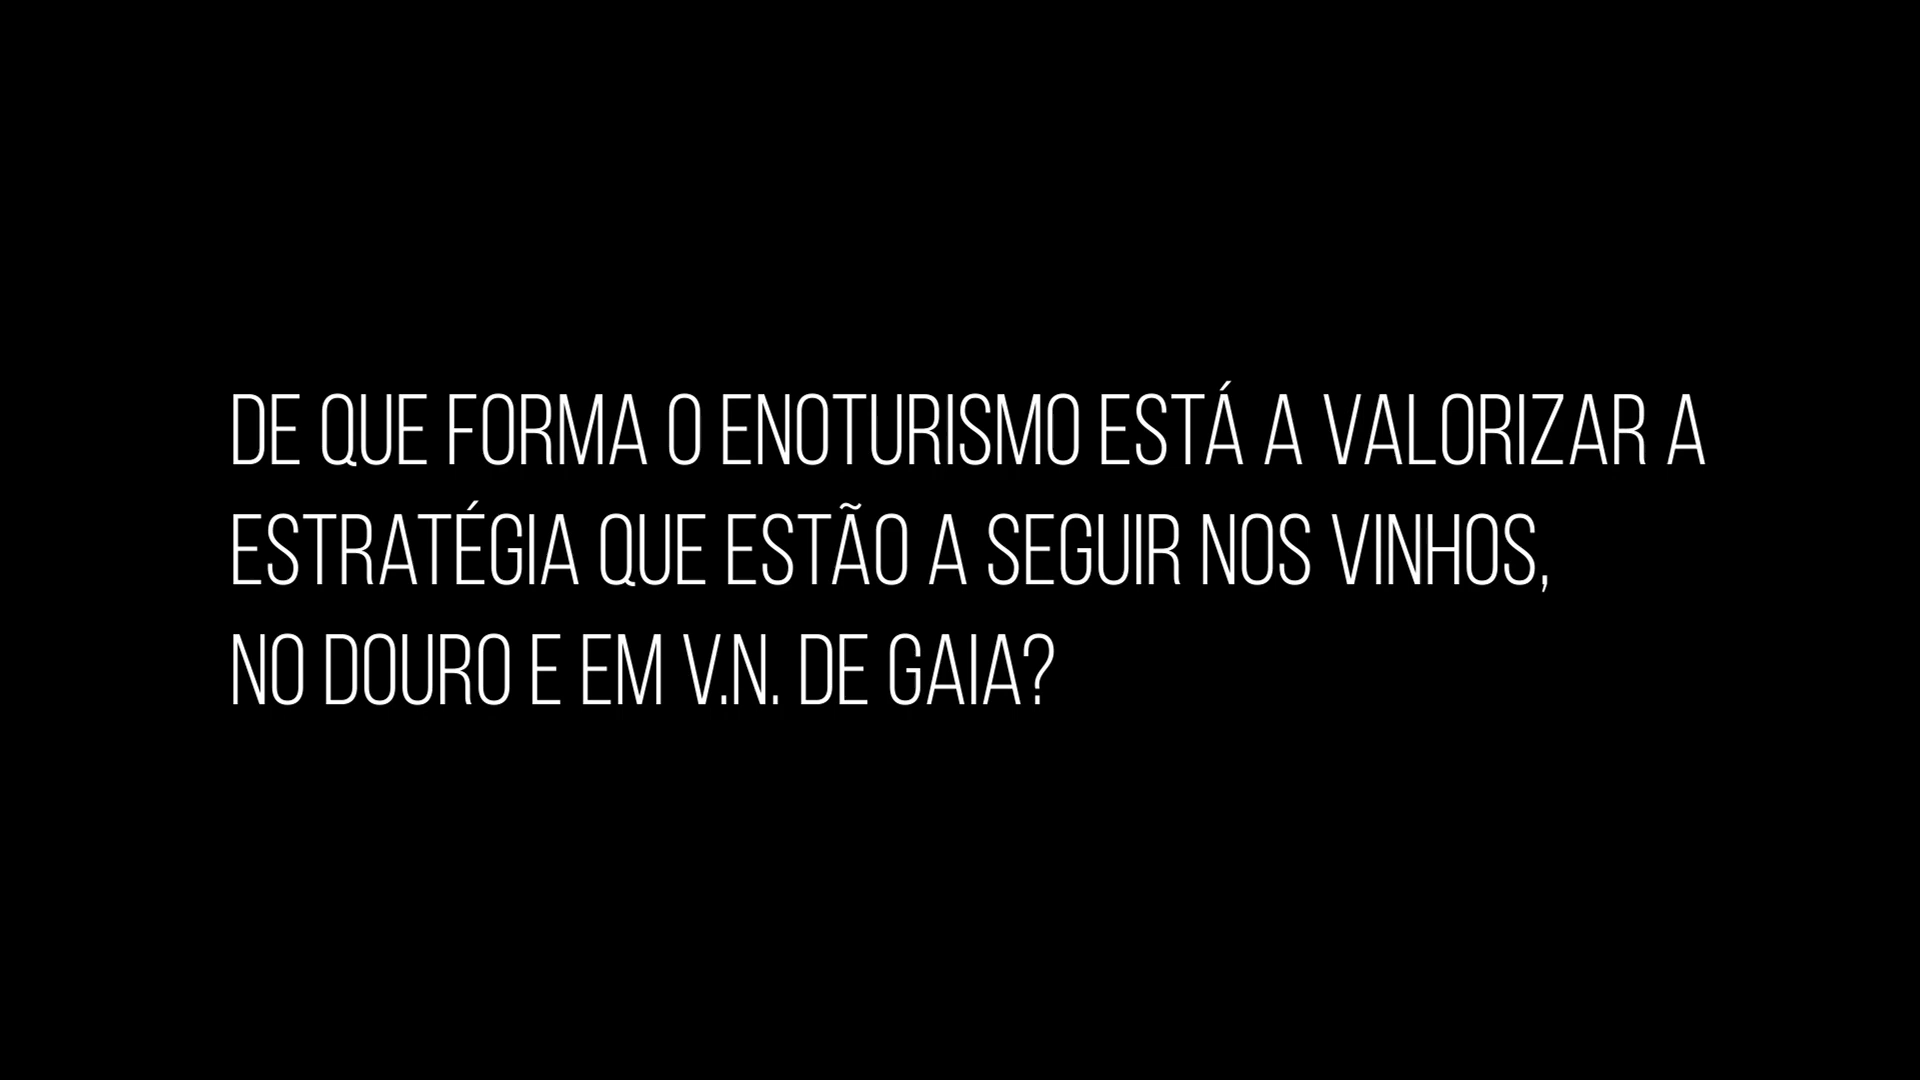 DE QUE FORMA O ENOTURISMO ESTÁ A VALORIZAR A
ESTRATÉGIA QUE ESTÃO A SEGUIR NOS VINHOS,
NO DOURO E EM V.N. DE GAIA?